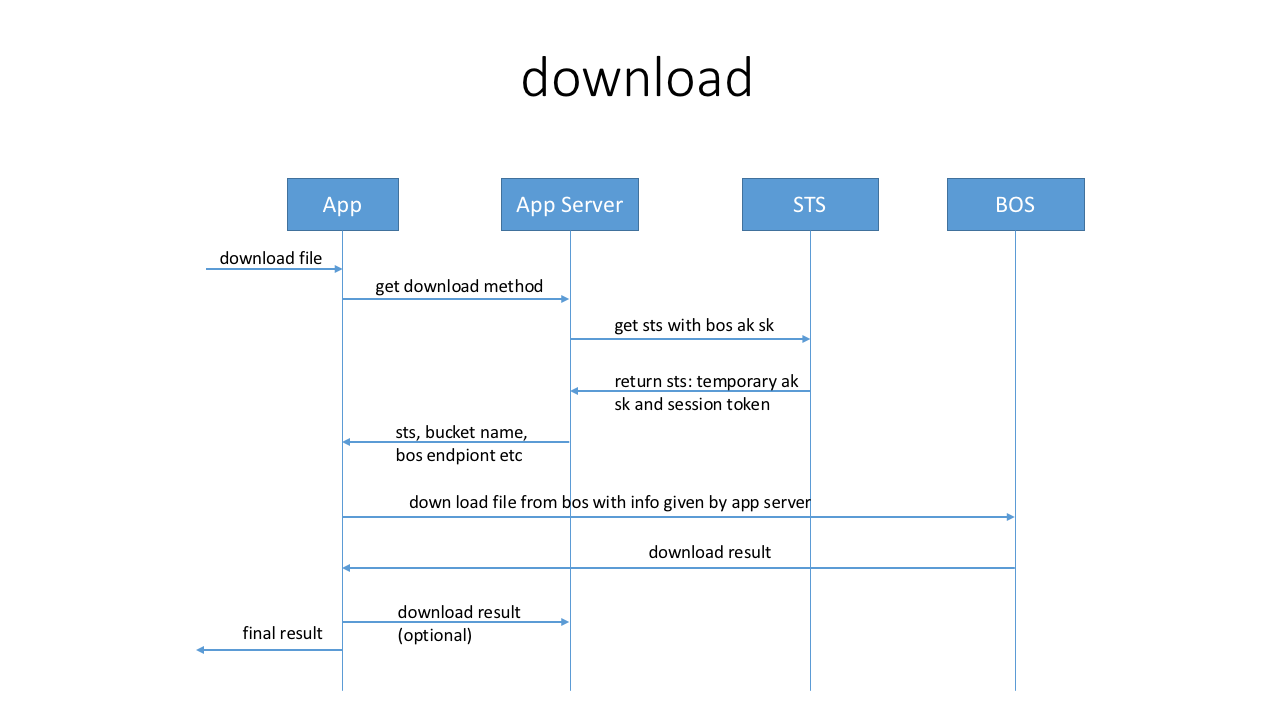 download
App
App Server
STS
BOS
download file
get download method
get sts with bos ak sk
return sts: temporary ak
sk and session token
sts, bucket name,
bos endpiont etc
down load file from bos with info given by app server
download result
download result
(optional)
final result